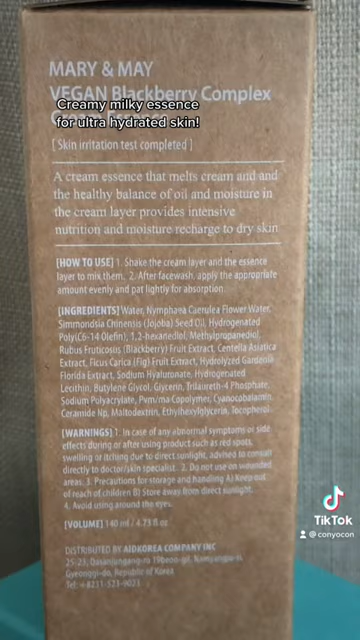 MARY & MAY
VEGAN Blackberry Complex
Creamy milky essence
for ultra hydrated skin!
[ Skin irritation test completed ]
A cream essence that melts cream and and
the healthy balance of oil and moisture in
the cream layer provides intensive
nutrition and moisture recharge to dry skin
[HOW TO USE] 1. Shake the cream layer and the essence
layer to mix them. 2. After facewash, apply the appropriate
amount evenly and pat lightly for absorption.
[INGREDIENTS] Water, Nymphaea Caerulea Flower Water,
Simmondsia Chinensis (Jojoba) Seed Oil, Hydrogenated
Poly(C6-14 Olefin), 1,2-hexanediol, Methylpropanediol,
Rubus Fruticosus (Blackberry) Fruit Extract, Centella Asiatica
Extract, Ficus Carica (Fig) Fruit Extract, Hydrolyzed Gardenia
Florida Extract, Sodium Hyaluronate, Hydrogenated
Lecithin, Butylene Glycol, Glycerin, Trilaureth-4 Phosphate,
Sodium Polyacrylate, Pvm/ma Copolymer, Cyanocobalamin,
Ceramide Np, Maltodextrin, Ethylhexylglycerin, Tocopherol
[WARNINGS] 1. In case of any abnormal symptoms or side
effects during or after using product such as red spots,
swelling or itching due to direct sunlight, advised to consult
directly to doctor/skin specialist. 2. Do not use on wounded
areas. 3. Precautions for storage and handling A) Keep out
of reach of children B) Store away from direct sunlight.
4. Avoid using around the eyes.
[VOLUME] 140 ml / 4.73 fl oz
DISTRIBUTED BY AIDKOREA COMPANY INC
Gyeonggi-do, Republic of Korea
TikTok
@conyocon